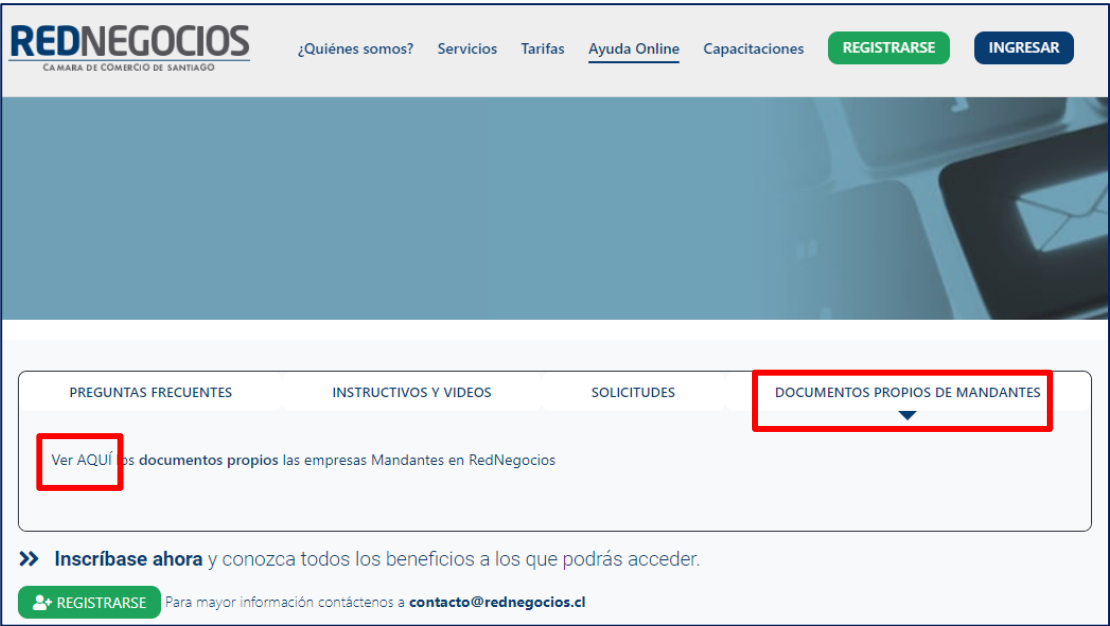 REDNEGOCIOS
CAMARA DE COMERCIO DE SANTIAGO
¿Quiénes somos? Servicios Tarifas Ayuda Online Capacitaciones REGISTRARSE INGRESAR
PREGUNTAS FRECUENTES INSTRUCTIVOS Y VIDEOS SOLICITUDES DOCUMENTOS PROPIOS DE MANDANTES
Ver AQUÍ los documentos propios las empresas Mandantes en RedNegocios
Inscríbase ahora y conozca todos los beneficios a los que podrás acceder.
REGISTRARSE Para mayor información contáctenos a contacto@rednegocios.cl